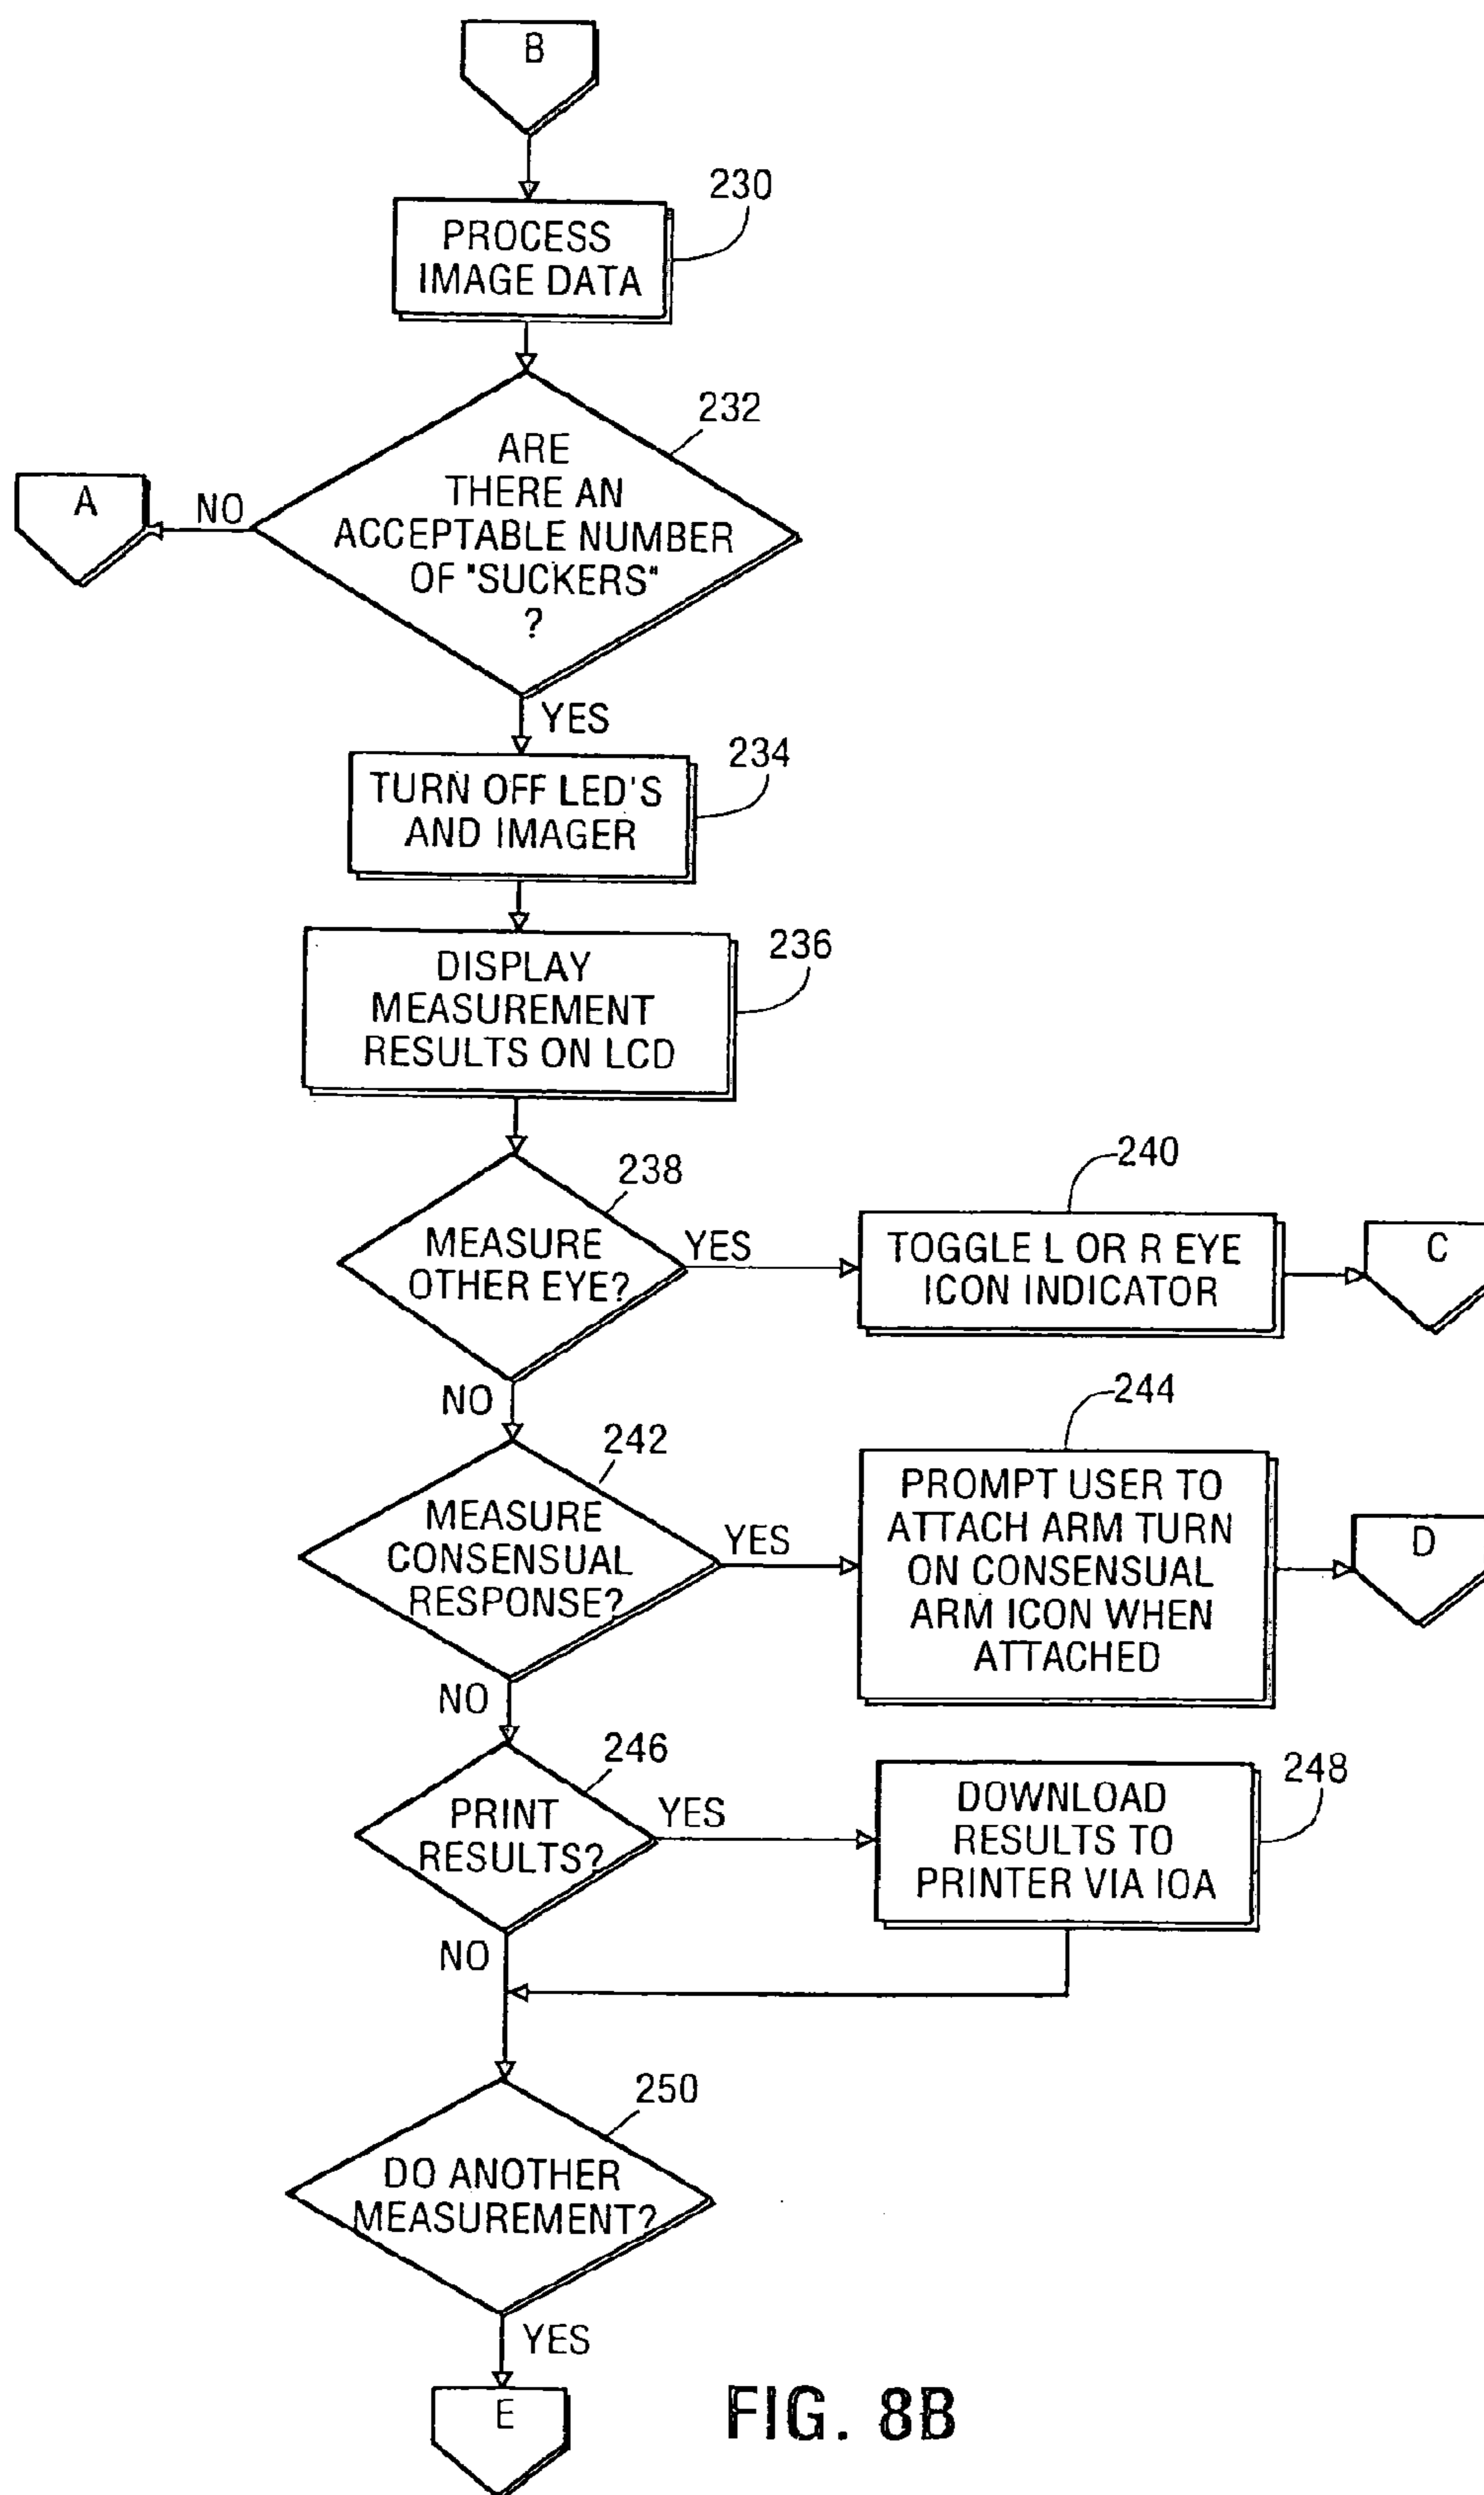 B
230
PROCESS
IMAGE DATA
232
ARE
THERE AN
ACCEPTABLE NUMBER
OF "SUCKERS"
?
NO
A
YES
234
TURN OFF LED'S
AND IMAGER
236
DISPLAY
MEASUREMENT
RESULTS ON LCD
238
MEASURE
OTHER EYE?
YES
240
TOGGLE L OR R EYE
ICON INDICATOR
C
NO
242
MEASURE
CONSENSUAL
RESPONSE?
YES
244
PROMPT USER TO
ATTACH ARM TURN
ON CONSENSUAL
ARM ICON WHEN
ATTACHED
D
NO
246
PRINT
RESULTS?
YES
248
DOWNLOAD
RESULTS TO
PRINTER VIA IOA
NO
250
DO ANOTHER
MEASUREMENT?
YES
E
FIG. 8B